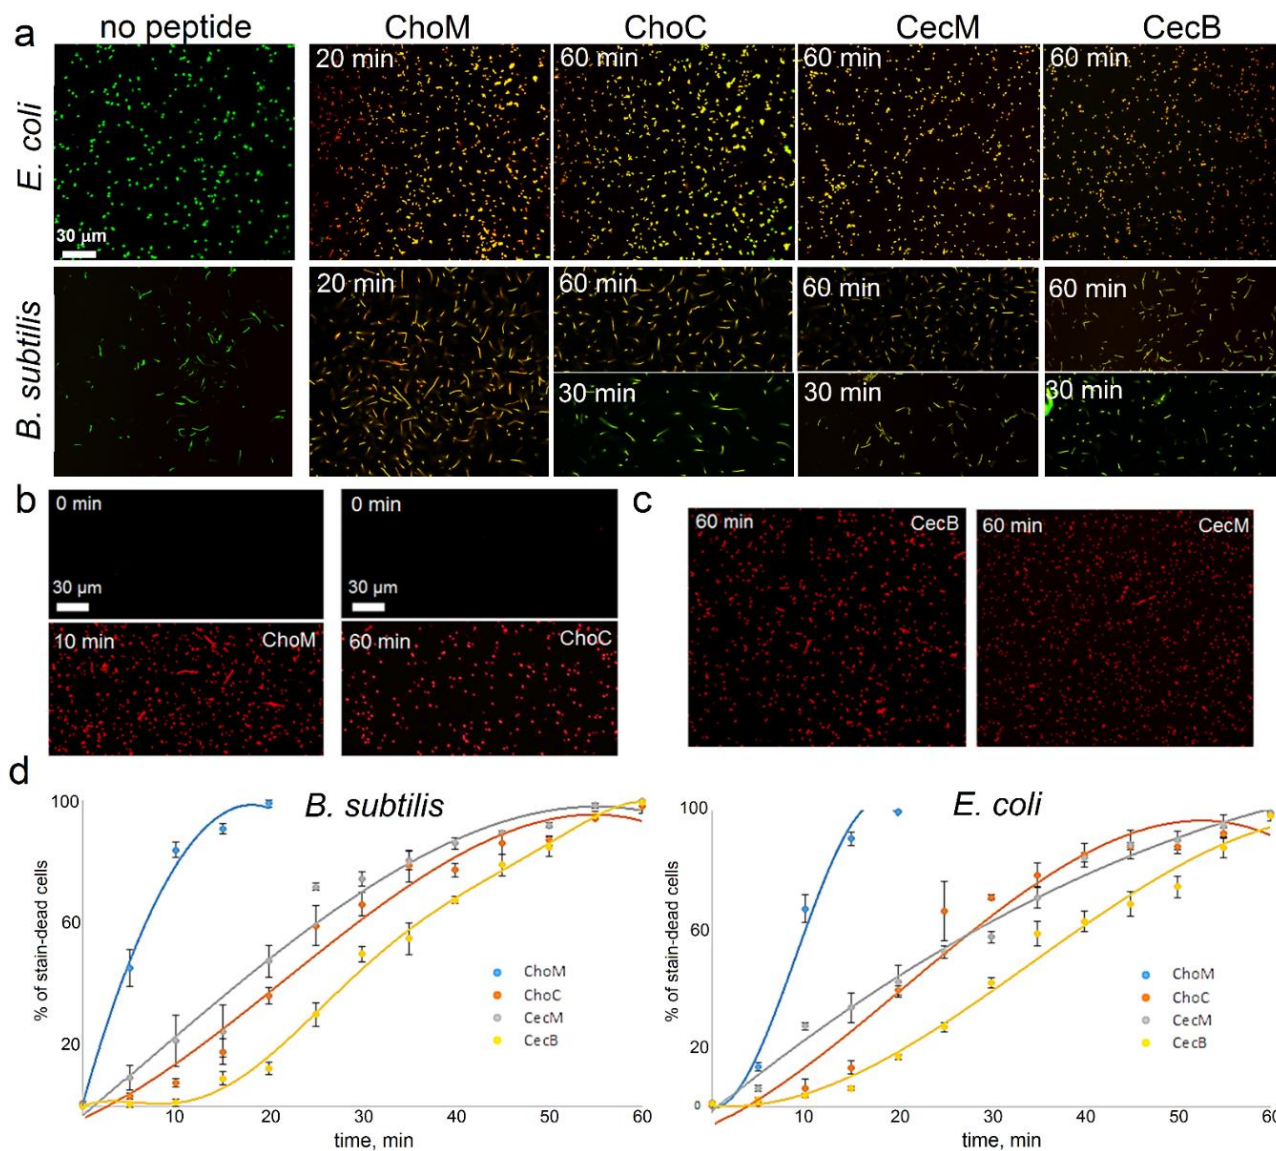 a
no peptide
ChoM
ChoC
CecM
CecB
E. coli
30 µm
20 min
60 min
60 min
60 min
B. subtilis
20 min
60 min
60 min
60 min
30 min
30 min
30 min
b
0 min
30 µm
0 min
30 µm
10 min
ChoM
60 min
ChoC
c
60 min
CecB
60 min
CecM
d
B. subtilis
% of stain-dead cells
100
60
20
ChoM
ChoC
CecM
CecB
10
20
30
40
50
60
time, min
E. coli
% of stain-dead cells
100
60
20
0
ChoM
ChoC
CecM
CecB
10
20
30
40
50
60
time, min